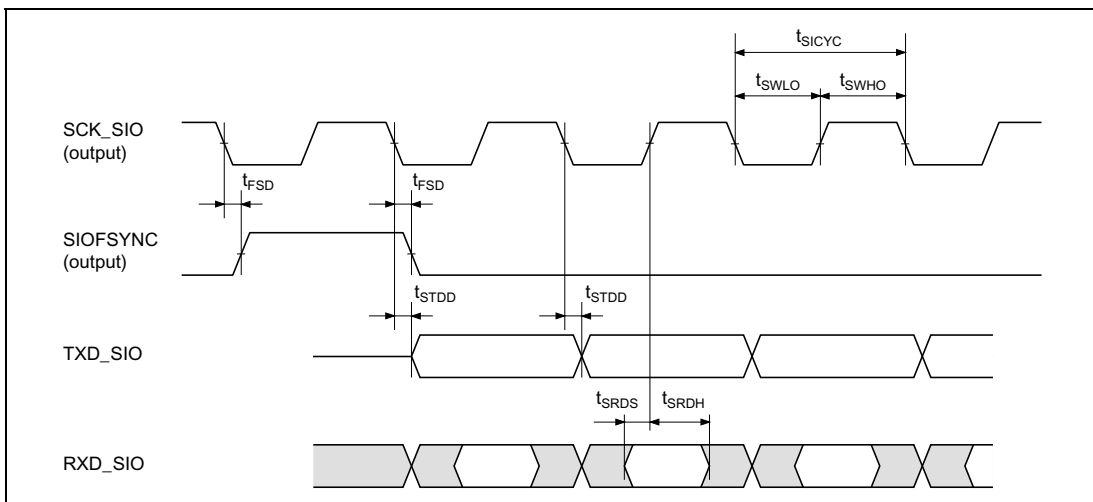 tSICYC
tSWLO tSWHO
SCK_SIO
(output)
tFSD tFSD
SIOFSYNC
(output)
tSTDD tSTDD
TXD_SIO
tSRDS tSRDH
RXD_SIO